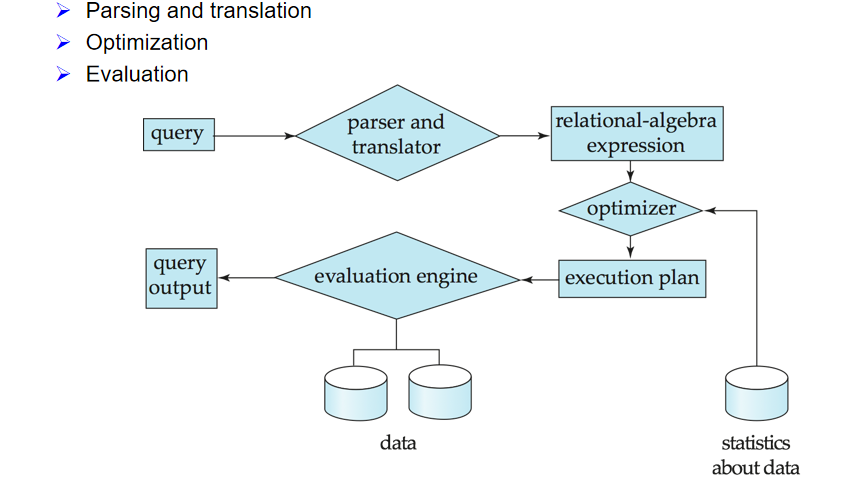 Parsing and translation
Optimization
Evaluation
query
parser and
translator
relational-algebra
expression
optimizer
query
output
evaluation engine
execution plan
data
statistics
about data